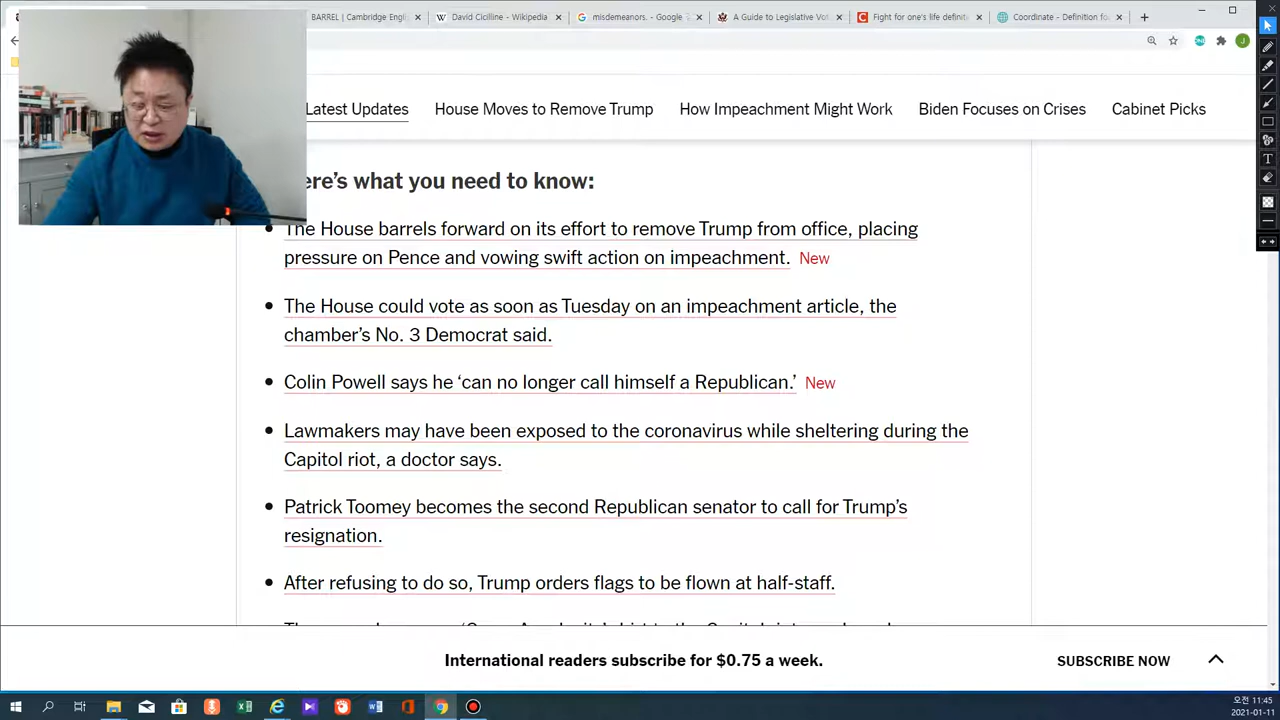 BARREL | Cambridge Engli
David Cicilline - Wikipedia
misdemeanors. - Google
A Guide to Legislative Vot
Fight for one's life definit
Coordinate - Definition fo
J
Latest Updates
House Moves to Remove Trump
How Impeachment Might Work
Biden Focuses on Crises
Cabinet Picks
ere's what you need to know:
The House barrels forward on its effort to remove Trump from office, placing
pressure on Pence and vowing swift action on impeachment. New
The House could vote as soon as Tuesday on an impeachment article, the
chamber's No. 3 Democrat said.
Colin Powell says he 'can no longer call himself a Republican.' New
Lawmakers may have been exposed to the coronavirus while sheltering during the
Capitol riot, a doctor says.
Patrick Toomey becomes the second Republican senator to call for Trump's
resignation.
After refusing to do so, Trump orders flags to be flown at half-staff.
International readers subscribe for $0.75 a week.
SUBSCRIBE NOW
오전 11:45
2021-01-11